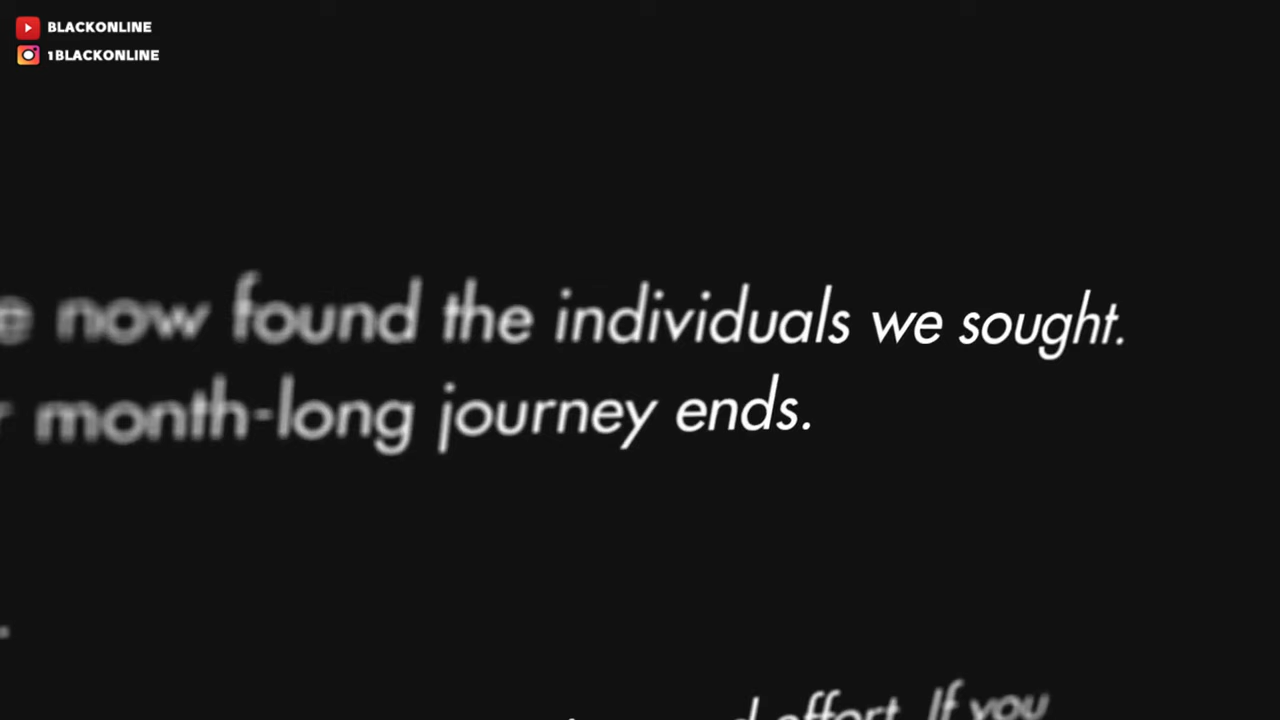 BLACKONLINE
1BLACKONLINE
now found the individuals we sought.
month-long journey ends.
effort. If you